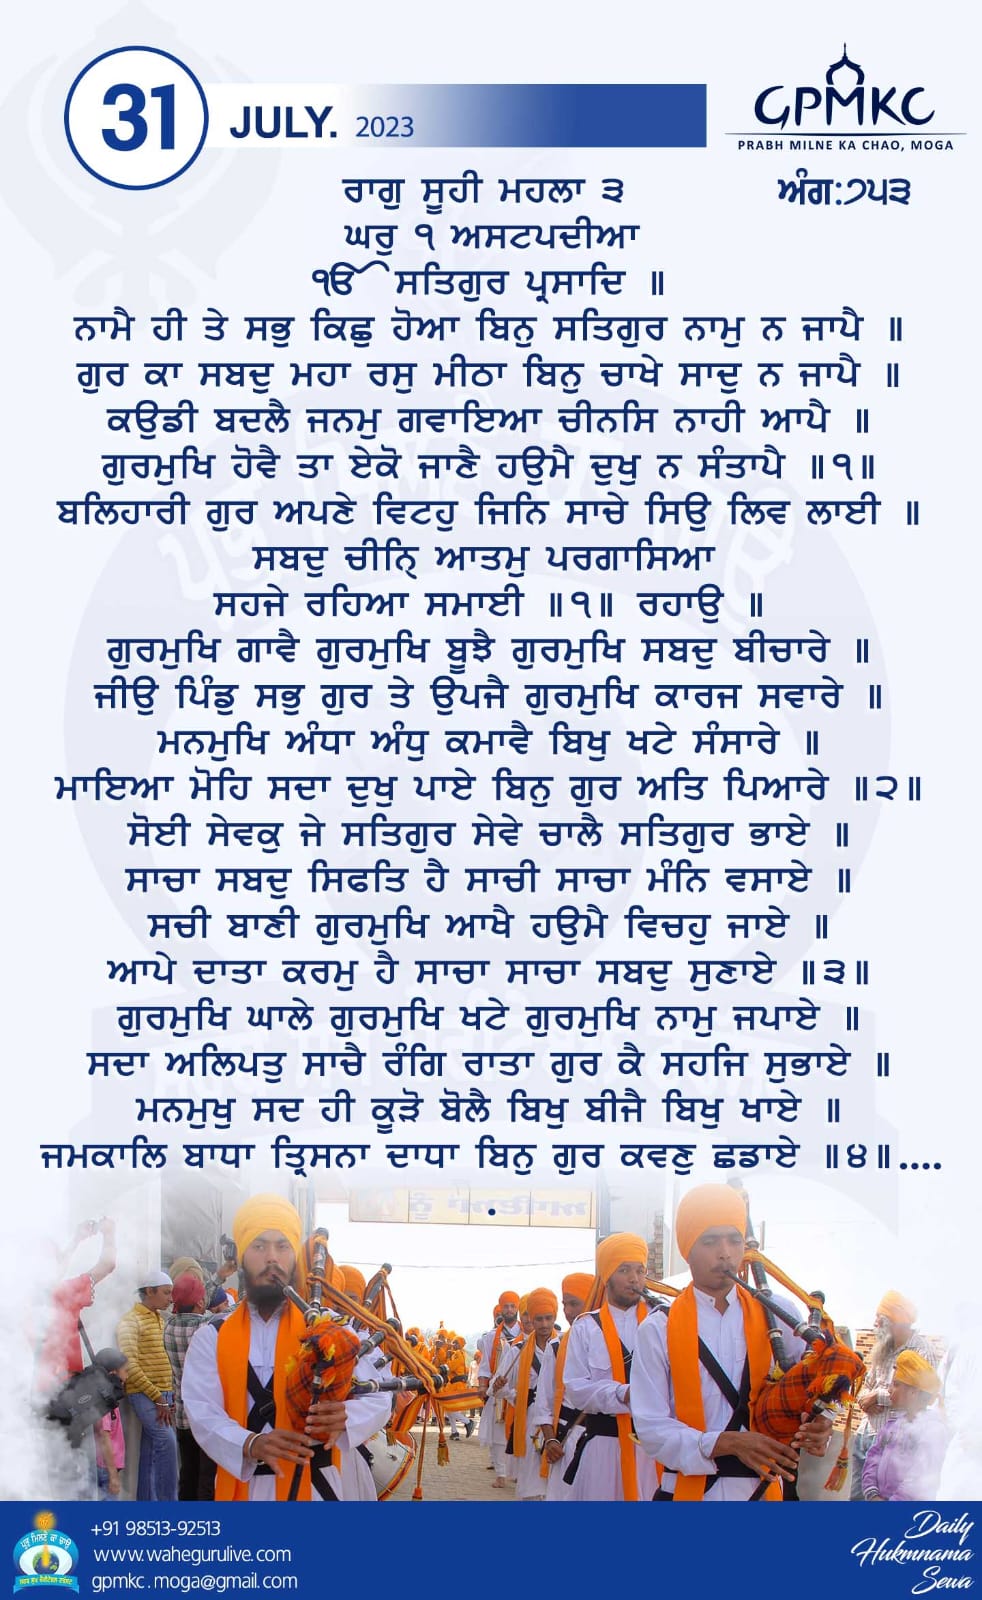 31 JULY. 2023
GPMKC
PRABH MILNE KA CHAO, MOGA
ਰਾਗੁ ਸੂਹੀ ਮਹਲਾ ੩
ਅੰਗ:੭੫੩
ਘਰੁ ੧ ਅਸਟਪਦੀਆ
ੴ ਸਤਿਗੁਰ ਪ੍ਰਸਾਦਿ ॥
ਨਾਮੈ ਹੀ ਤੇ ਸਭੁ ਕਿਛੁ ਹੋਆ ਬਿਨੁ ਸਤਿਗੁਰ ਨਾਮੁ ਨ ਜਾਪੈ ॥
ਗੁਰ ਕਾ ਸਬਦੁ ਮਹਾ ਰਸੁ ਮੀਠਾ ਬਿਨੁ ਚਾਖੇ ਸਾਦੁ ਨ ਜਾਪੈ ॥
ਕਉਡੀ ਬਦਲੈ ਜਨਮੁ ਗਵਾਇਆ ਚੀਨਸਿ ਨਾਹੀ ਆਪੈ ॥
ਗੁਰਮੁਖਿ ਹੋਵੈ ਤਾ ਏਕੋ ਜਾਣੈ ਹਉਮੈ ਦੁਖੁ ਨ ਸੰਤਾਪੈ ॥੧॥
ਬਲਿਹਾਰੀ ਗੁਰ ਅਪਣੇ ਵਿਟਹੁ ਜਿਨਿ ਸਾਚੇ ਸਿਉ ਲਿਵ ਲਾਈ ॥
ਸਬਦੁ ਚੀਨ੍ਹਿ ਆਤਮੁ ਪਰਗਾਸਿਆ
ਸਹਜੇ ਰਹਿਆ ਸਮਾਈ ॥੧॥ ਰਹਾਉ ॥
ਗੁਰਮੁਖਿ ਗਾਵੈ ਗੁਰਮੁਖਿ ਬੂਝੈ ਗੁਰਮੁਖਿ ਸਬਦੁ ਬੀਚਾਰੇ ॥
ਜੀਉ ਪਿੰਡੁ ਸਭੁ ਗੁਰ ਤੇ ਉਪਜੈ ਗੁਰਮੁਖਿ ਕਾਰਜ ਸਵਾਰੇ ॥
ਮਨਮੁਖਿ ਅੰਧਾ ਅੰਧੁ ਕਮਾਵੈ ਬਿਖੁ ਖਟੇ ਸੰਸਾਰੇ ॥
ਮਾਇਆ ਮੋਹਿ ਸਦਾ ਦੁਖੁ ਪਾਏ ਬਿਨੁ ਗੁਰ ਅਤਿ ਪਿਆਰੇ ॥੨॥
ਸੋਈ ਸੇਵਕੁ ਜੇ ਸਤਿਗੁਰ ਸੇਵੇ ਚਾਲੈ ਸਤਿਗੁਰ ਭਾਏ ॥
ਸਾਚਾ ਸਬਦੁ ਸਿਫਤਿ ਹੈ ਸਾਚੀ ਸਾਚਾ ਮੰਨਿ ਵਸਾਏ ॥
ਸਚੀ ਬਾਣੀ ਗੁਰਮੁਖਿ ਆਖੈ ਹਉਮੈ ਵਿਚਹੁ ਜਾਏ ॥
ਆਪੇ ਦਾਤਾ ਕਰਮੁ ਹੈ ਸਾਚਾ ਸਾਚਾ ਸਬਦੁ ਸੁਣਾਏ ॥੩॥
ਗੁਰਮੁਖਿ ਘਾਲੇ ਗੁਰਮੁਖਿ ਖਟੇ ਗੁਰਮੁਖਿ ਨਾਮੁ ਜਪਾਏ ॥
ਸਦਾ ਅਲਿਪਤੁ ਸਾਚੈ ਰੰਗਿ ਰਾਤਾ ਗੁਰ ਕੈ ਸਹਜਿ ਸੁਭਾਏ ॥
ਮਨਮੁਖੁ ਸਦ ਹੀ ਕੂੜੋ ਬੋਲੈ ਬਿਖੁ ਬੀਜੈ ਬਿਖੁ ਖਾਏ ॥
ਜਮਕਾਲਿ ਬਾਧਾ ਤ੍ਰਿਸਨਾ ਦਾਧਾ ਬਿਨੁ ਗੁਰ ਕਵਣੁ ਛਡਾਏ ॥੪॥....
.
+91 98513-92513
www.wahegurulive.com
gpmkc.moga@gmail.com
Daily
Hukmnama
Sewa